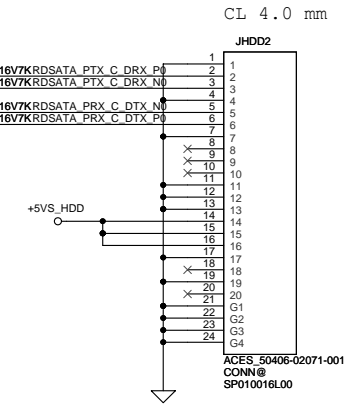 CL 4.0 mm
JHDD2
16V7K RDSATA_PTX_C_DRX_P0
16V7K RDSATA_PTX_C_DRX_N0
16V7K RDSATA_PRX_C_DTX_N0
16V7K RDSATA_PRX_C_DTX_P0
+5VS_HDD
1 1
2 2
3 3
4 4
5 5
6 6
7 7
8 8
9 9
10 10
11 11
12 12
13 13
14 14
15 15
16 16
17 17
18 18
19 19
20 20
21 G1
22 G2
23 G3
24 G4
ACES_50406-02071-001
CONN@
SP010016L00